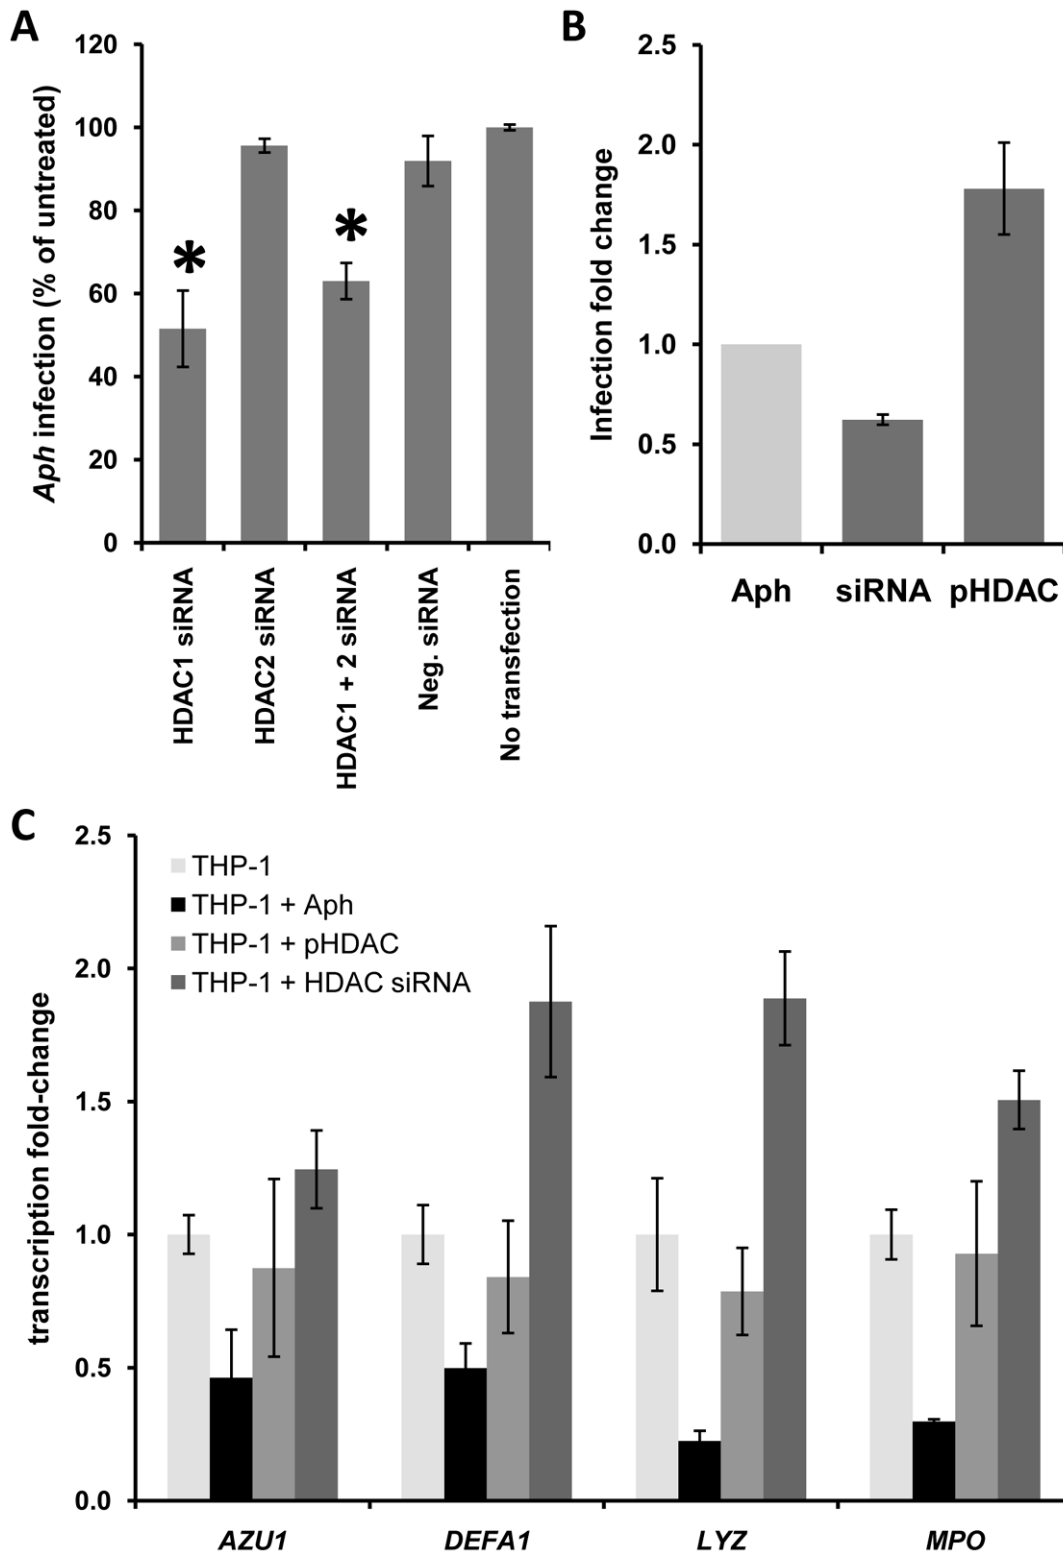 A
Aph infection (% of untreated)
120
100
80
60
40
20
0
*
*
HDAC1 siRNA
HDAC2 siRNA
HDAC1 + 2 siRNA
Neg. siRNA
No transfection
B
Infection fold change
2.5
2.0
1.5
1.0
0.5
0.0
Aph siRNA pHDAC
C
transcription fold-change
2.5
2.0
1.5
1.0
0.5
0.0
THP-1
THP-1 + Aph
THP-1 + pHDAC
THP-1 + HDAC siRNA
AZU1 DEFA1 LYZ MPO